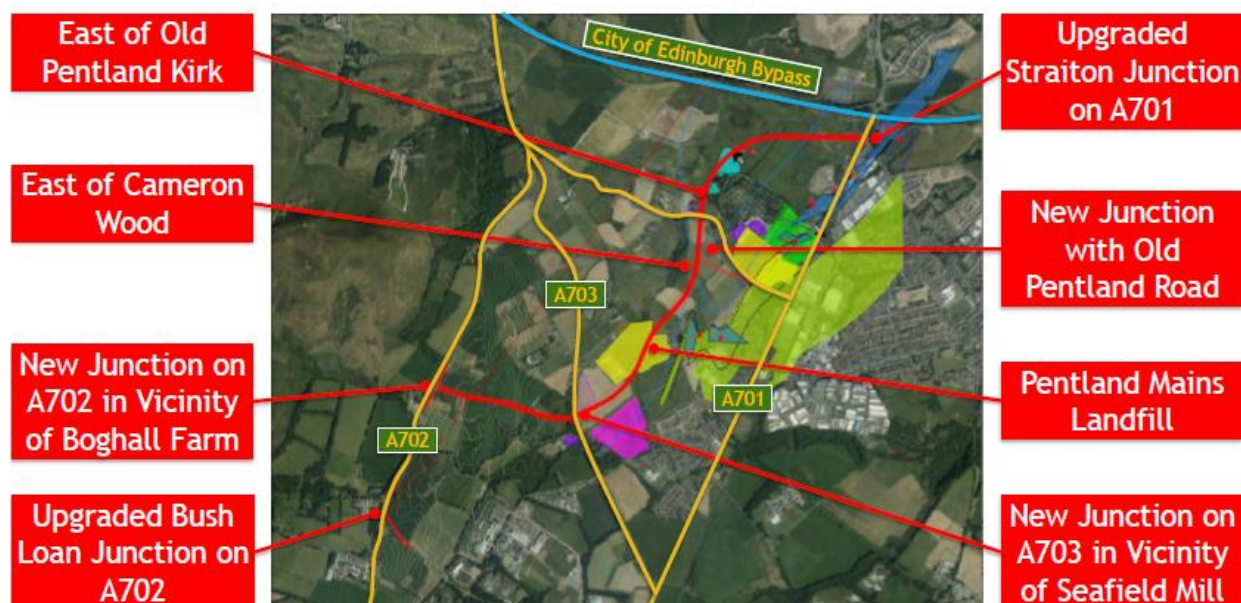 East of Old
Pentland Kirk
East of Cameron
Wood
New Junction on
A702 in Vicinity
of Boghall Farm
Upgraded Bush
Loan Junction on
A702
City of Edinburgh Bypass
A703
A701
A702
Upgraded
Straiton Junction
on A701
New Junction
with Old
Pentland Road
Pentland Mains
Landfill
New Junction on
A703 in Vicinity
of Seafield Mill